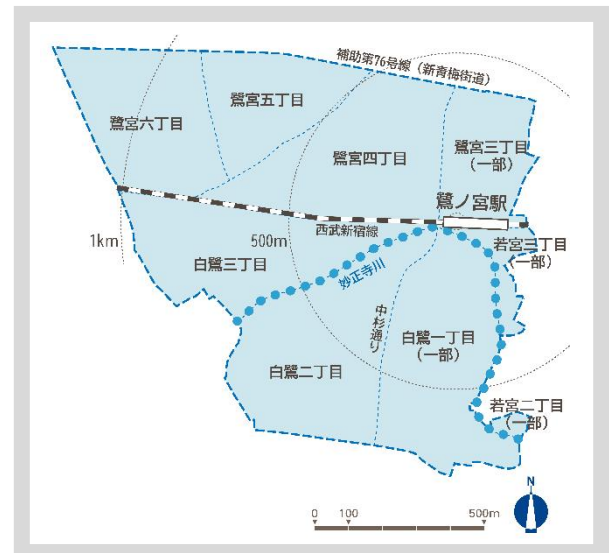 補助第76号線（新青梅街道）
鷺宮五丁目
鷺宮六丁目
鷺宮四丁目
鷺宮三丁目
（一部）
鷺ノ宮駅
1km
500m
西武新宿線
若宮三丁目
（一部）
白鷺三丁目
妙正寺川
中杉通り
白鷺一丁目
（一部）
白鷺二丁目
若宮二丁目
（一部）
N
0 100 500m